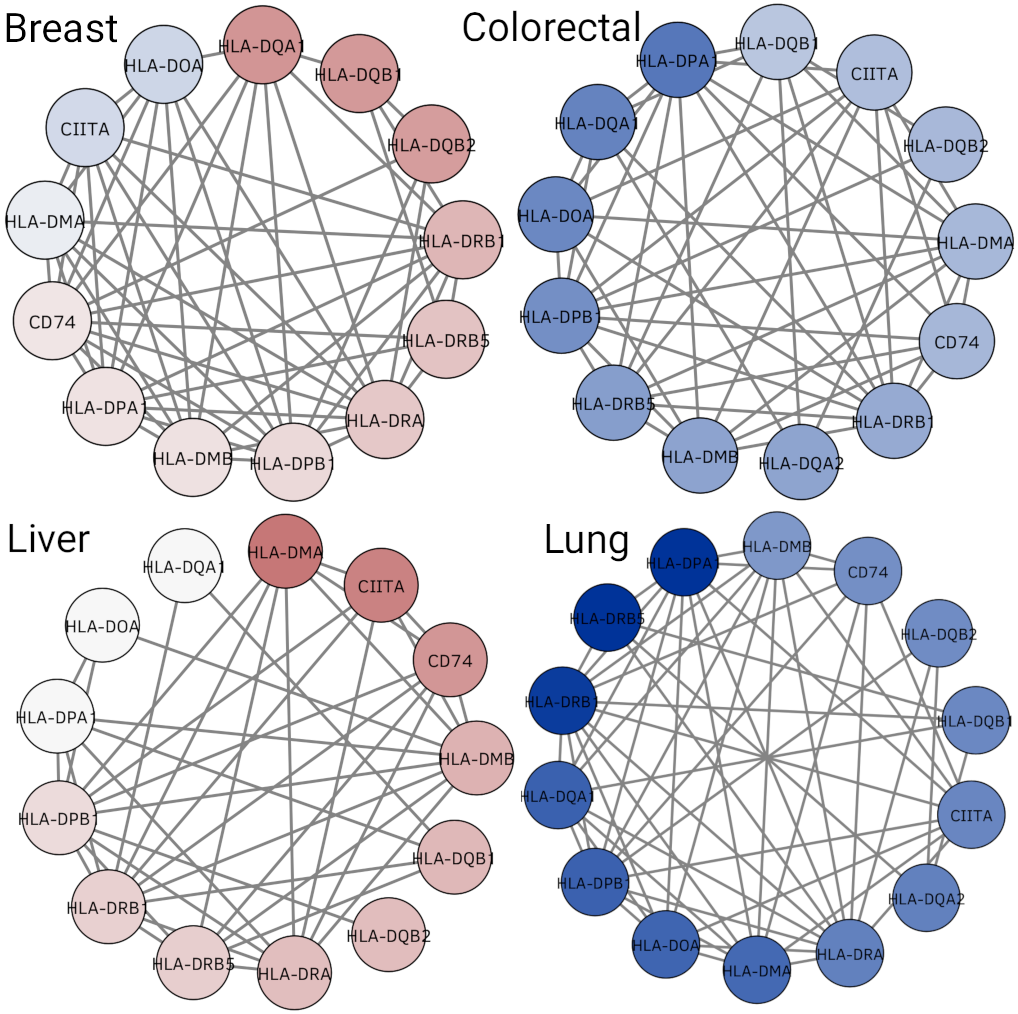 Breast
HLA-DQA1
HLA-DOA
HLA-DQB1
CIITA
HLA-DQB2
HLA-DMA
HLA-DRB1
CD74
HLA-DRB5
HLA-DPA1
HLA-DRA
HLA-DMB
HLA-DPB1
Colorectal
HLA-DQB1
HLA-DPA1
CIITA
HLA-DQA1
HLA-DQB2
HLA-DOA
HLA-DMA
HLA-DPB1
CD74
HLA-DRB5
HLA-DRB1
HLA-DMB
HLA-DQA2
Liver
HLA-DMA
HLA-DQA1
CIITA
HLA-DOA
CD74
HLA-DPA1
HLA-DMB
HLA-DPB1
HLA-DQB1
HLA-DRB1
HLA-DQB2
HLA-DRB5
HLA-DRA
Lung
HLA-DMB
HLA-DPA1
CD74
HLA-DRB5
HLA-DQB2
HLA-DRB1
HLA-DQB1
HLA-DQA1
CIITA
HLA-DPB1
HLA-DQA2
HLA-DOA
HLA-DRA
HLA-DMA